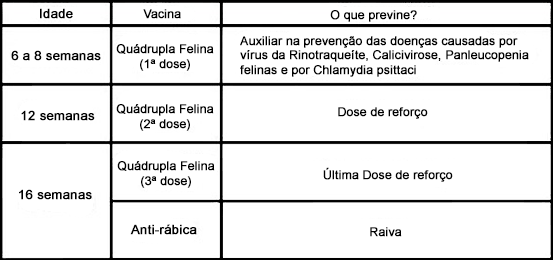 Idade
Vacina
O que previne?
6 a 8 semanas
Quádrupla Felina
(1ª dose)
Auxiliar na prevenção das doenças causadas por
vírus da Rinotraqueíte, Calicivirose, Panleucopenia
felinas e por Chlamydia psittaci
12 semanas
Quádrupla Felina
(2ª dose)
Dose de reforço
16 semanas
Quádrupla Felina
(3ª dose)
Última Dose de reforço
Anti-rábica
Raiva